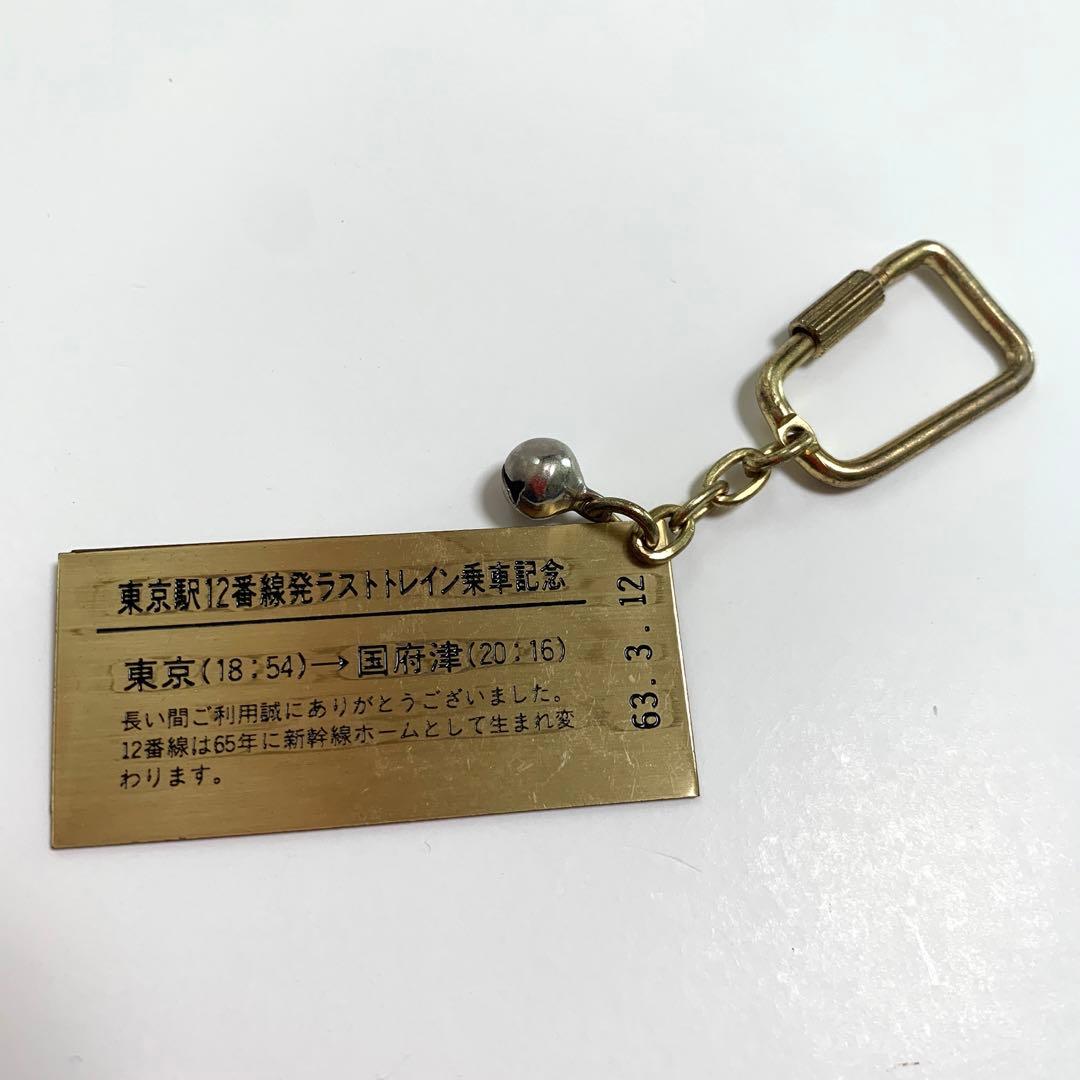 東京駅12番線発ラストトレイン乗車記念
東京(18:54)→国府津(20:16)
長い間ご利用誠にありがとうございました。
12番線は65年に新幹線ホームとして生まれ変
わります。
63.3.12